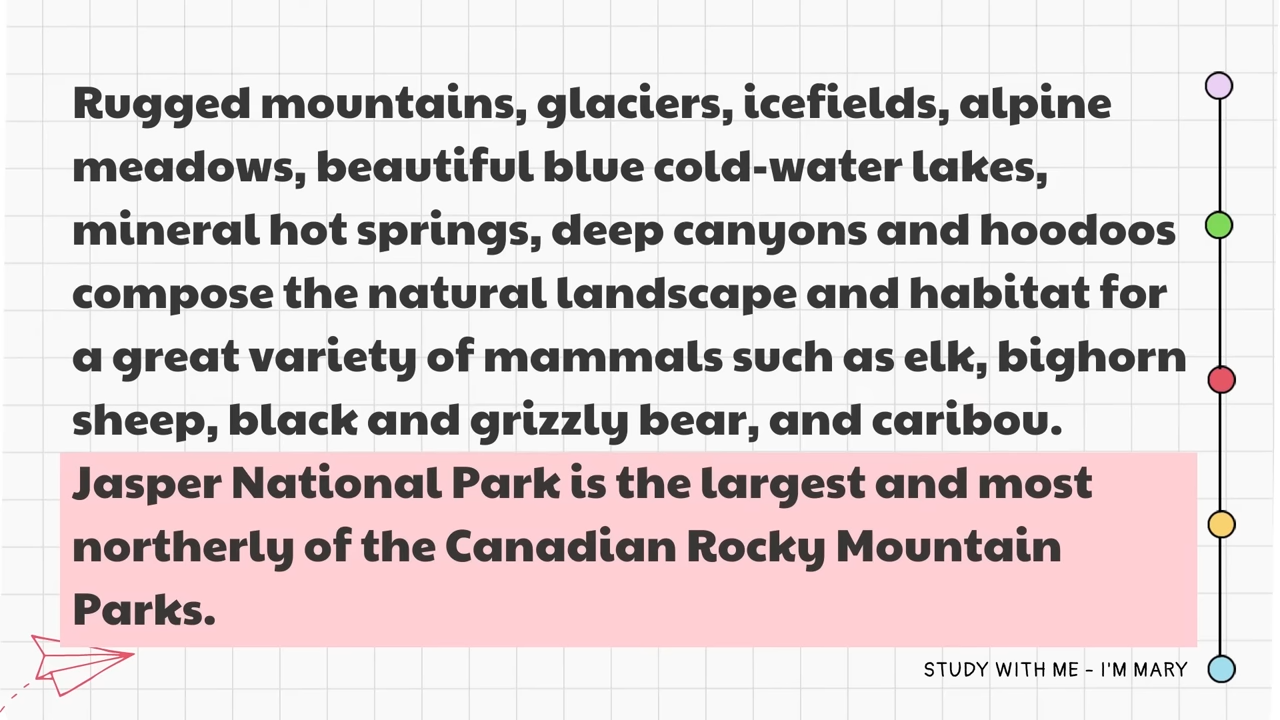 Rugged mountains, glaciers, icefields, alpine
meadows, beautiful blue cold-water lakes,
mineral hot springs, deep canyons and hoodoos
compose the natural landscape and habitat for
a great variety of mammals such as elk, bighorn
sheep, black and grizzly bear, and caribou.
Jasper National Park is the largest and most
northerly of the Canadian Rocky Mountain
Parks.
STUDY WITH ME - I'M MARY